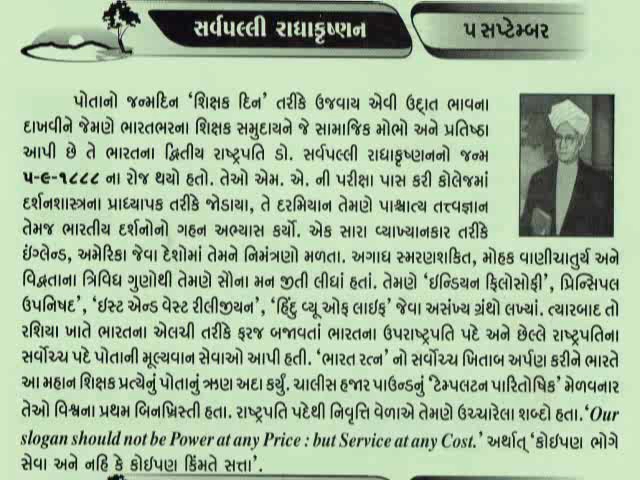 સર્વપલ્લી રાધાકૃષ્ણન
૫ સપ્ટેમ્બર
પોતાનો જન્મદિન ‘શિક્ષક દિન’ તરીકે ઉજવાય એવી ઉદ્દાત ભાવના
દાખવીને જેમણે ભારતભરના શિક્ષક સમુદાયને જે સામાજિક મોભો અને પ્રતિષ્ઠા
આપી છે તે ભારતના દ્વિતીય રાષ્ટ્રપતિ ડો. સર્વપલ્લી રાધાકૃષ્ણનનો જન્મ
૫-૯-૧૮૮૮ ના રોજ થયો હતો. તેઓ એમ. એ. ની પરીક્ષા પાસ કરી કોલેજમાં
દર્શનશાસ્ત્રના પ્રાધ્યાપક તરીકે જોડાયા, તે દરમિયાન તેમણે પાશ્ચાત્ય તત્ત્વજ્ઞાન
તેમજ ભારતીય દર્શનોનો ગહન અભ્યાસ કર્યો. એક સારા વ્યાખ્યાનકાર તરીકે
ઈંગ્લેન્ડ, અમેરિકા જેવા દેશોમાં તેમને નિમંત્રણો મળતા. અગાધ સ્મરણશકિત, મોહક વાણીચાતુર્ય અને
વિદ્વતાના ત્રિવિધ ગુણોથી તેમણે સૌના મન જીતી લીધાં હતાં. તેમણે ‘ઇન્ડિયન ફિલોસોફી’, પ્રિન્સિપલ
ઉપનિષદ’, ‘ઇસ્ટ એન્ડ વેસ્ટ રીલીજીયન’, ‘હિંદુ વ્યૂ ઓફ લાઈફ’ જેવા અસંખ્ય ગ્રંથો લખ્યાં. ત્યારબાદ તો
રશિયા ખાતે ભારતના એલચી તરીકે ફરજ બજાવતાં ભારતના ઉપરાષ્ટ્રપતિ પદે અને છેલ્લે રાષ્ટ્રપતિના
સર્વોચ્ચ પદે પોતાની મૂલ્યવાન સેવાઓ આપી હતી. ‘ભારત રત્ન’ નો સર્વોચ્ચ ખિતાબ અર્પણ કરીને ભારતે
આ મહાન શિક્ષક પ્રત્યેનું પોતાનું ઋણ અદા કર્યું. ચાલીસ હજાર પાઉન્ડનું ‘ટેમ્પલટન પારિતોષિક’ મેળવનાર
તેઓ વિશ્વના પ્રથમ બિનખ્રિસ્તી હતા. રાષ્ટ્રપતિ પદેથી નિવૃત્તિ વેળાએ તેમણે ઉચ્ચારેલા શબ્દો હતા.‘Our
slogan should not be Power at any Price : but Service at any Cost.’ અર્થાત્ ‘કોઈપણ ભોગે
સેવા અને નહિ કે કોઈપણ કિંમતે સત્તા’.